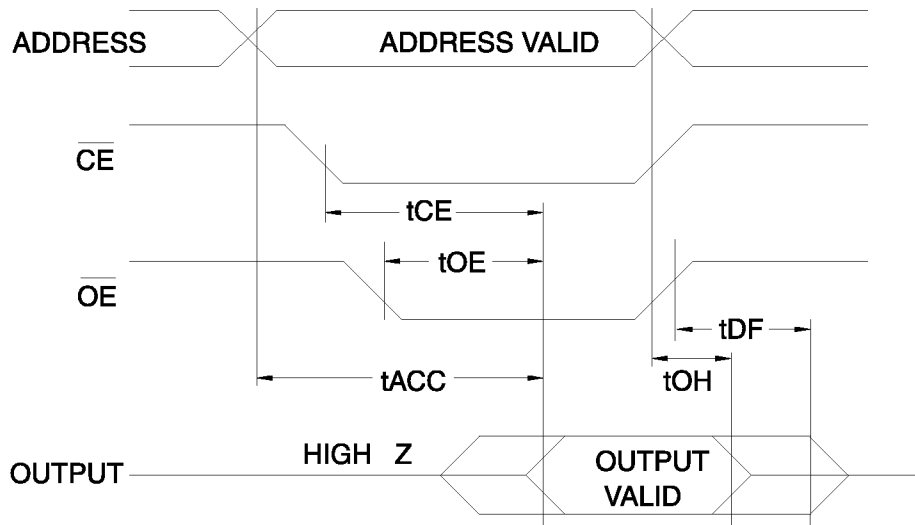 ADDRESS
ADDRESS VALID
CE
tCE
tOE
OE
tDF
tACC
tOH
HIGH Z
OUTPUT
OUTPUT
VALID